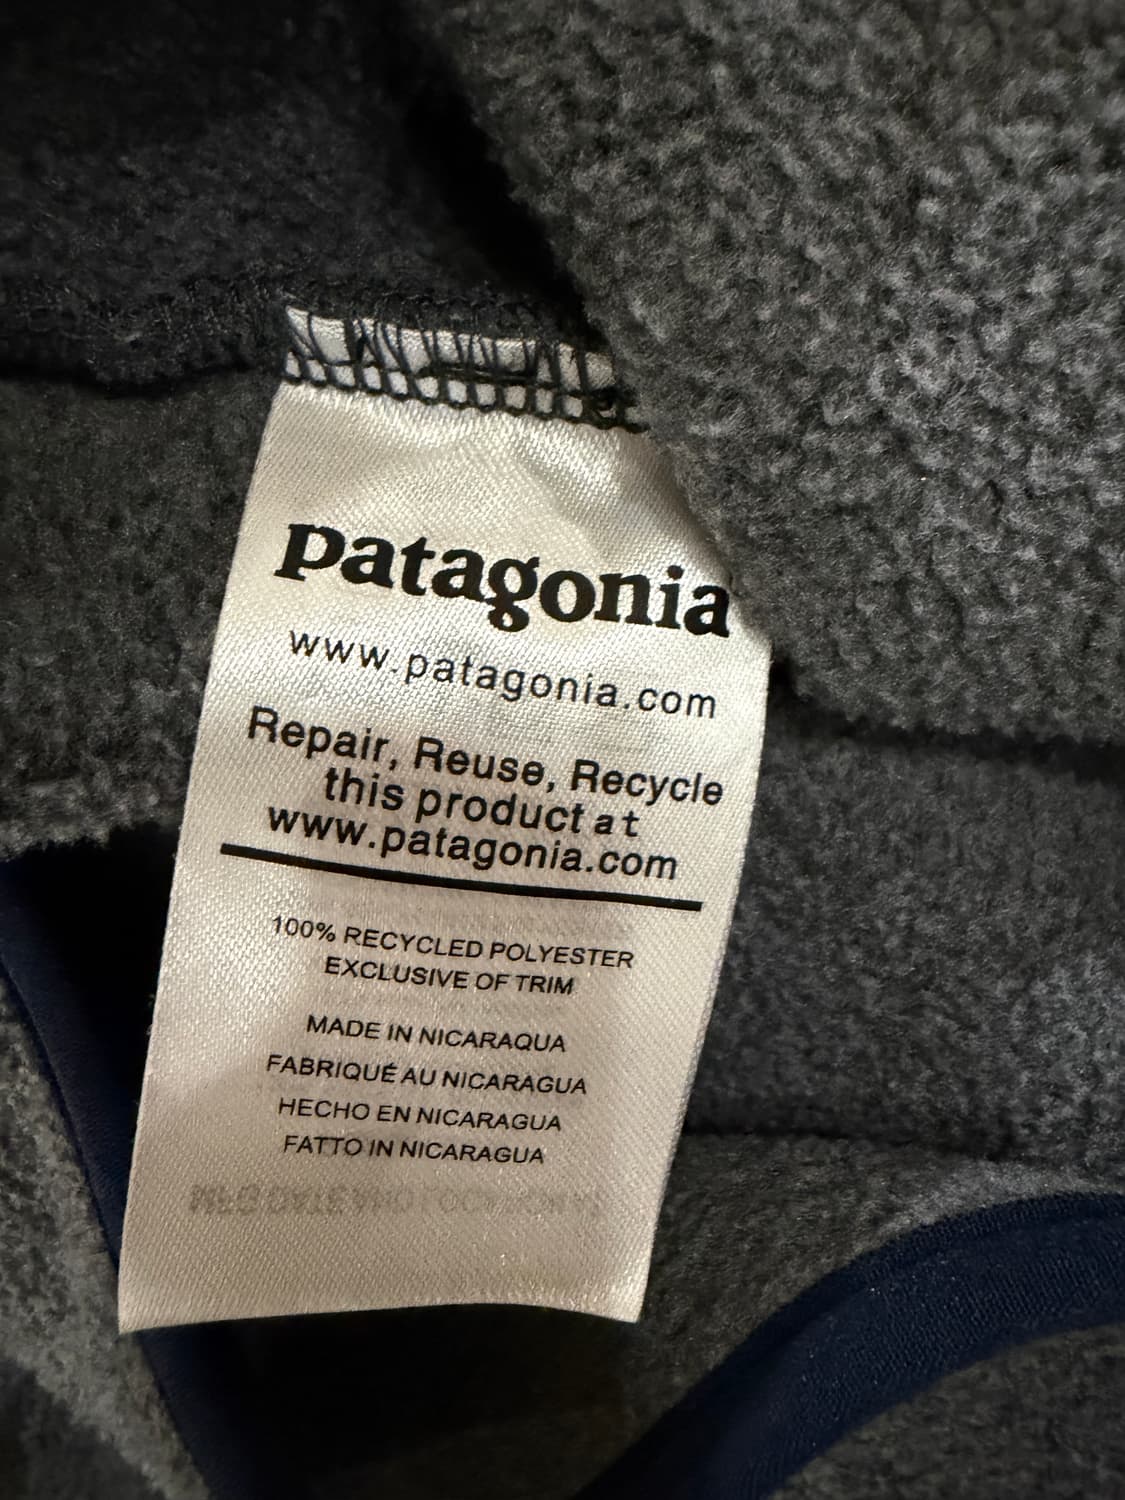 patagonia
www.patagonia.com
Repair, Reuse, Recycle
this product at
www.patagonia.com
100% RECYCLED POLYESTER
EXCLUSIVE OF TRIM
MADE IN NICARAQUA
FABRIQUÉ AU NICARAGUA
HECHO EN NICARAGUA
FATTO IN NICARAGUA